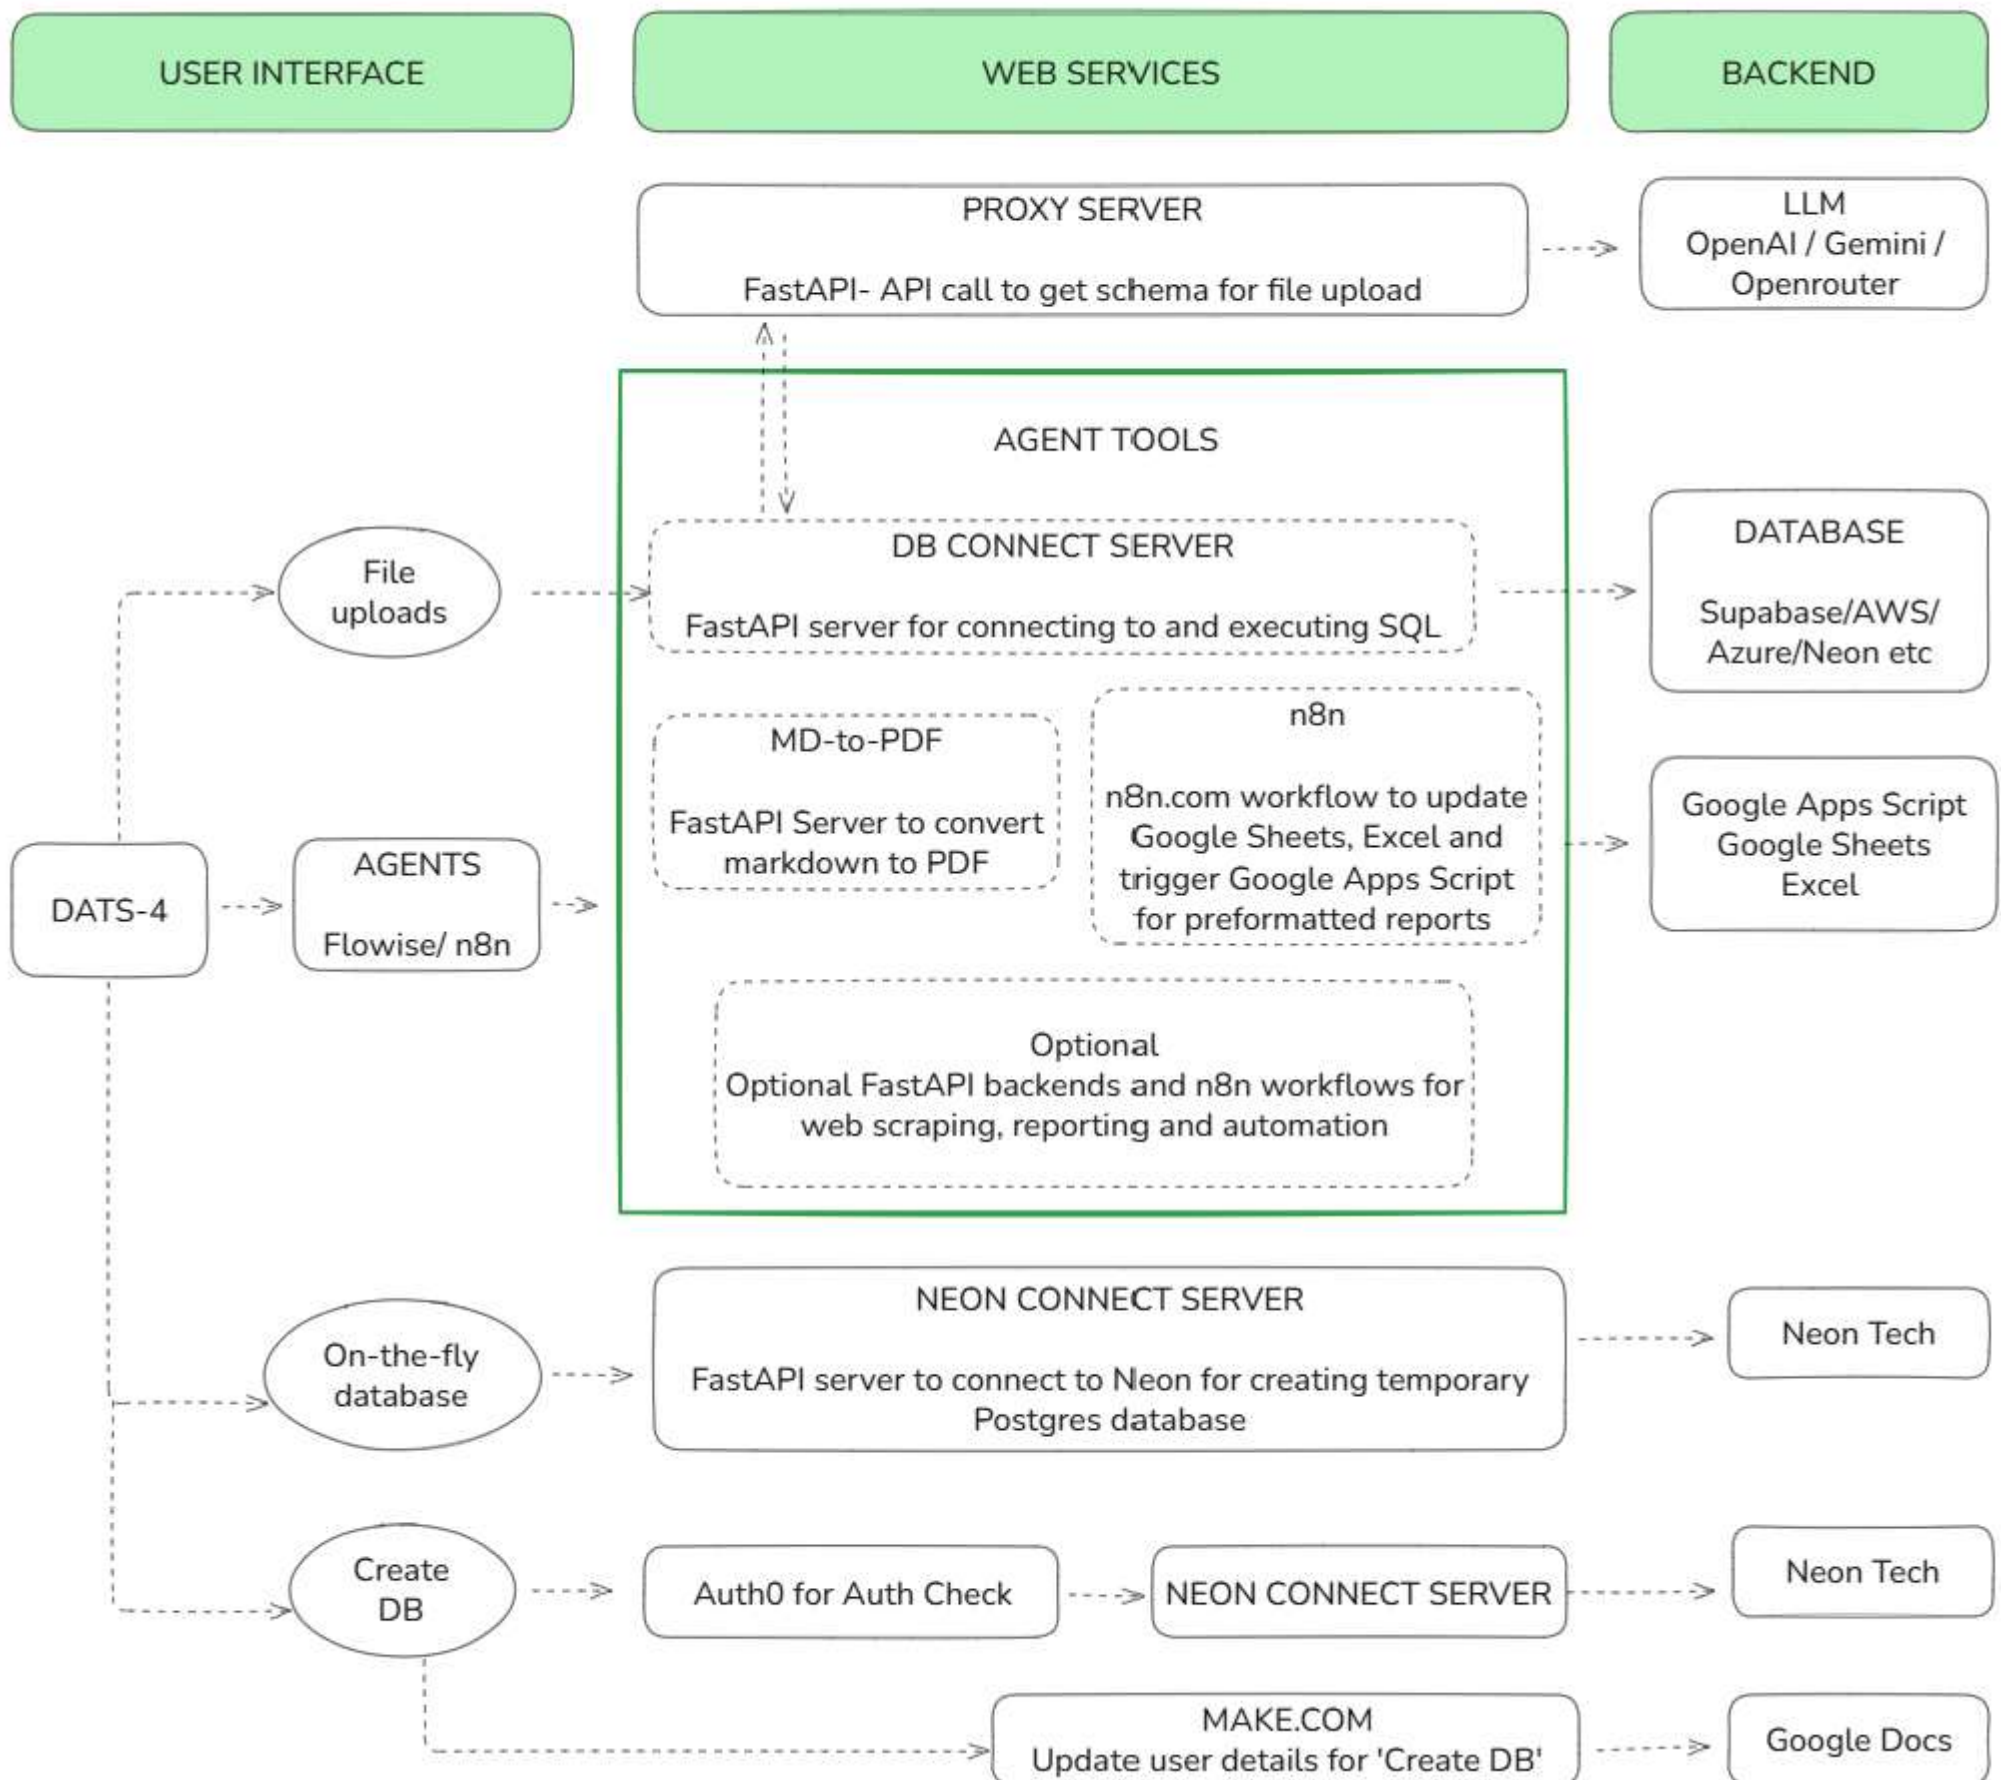 USER INTERFACE
WEB SERVICES
BACKEND
PROXY SERVER
FastAPI- API call to get schema for file upload
LLM
OpenAI / Gemini /
Openrouter
AGENT TOOLS
File
uploads
DB CONNECT SERVER
FastAPI server for connecting to and executing SQL
DATABASE
Supabase/AWS/
Azure/Neon etc
MD-to-PDF
FastAPI Server to convert
markdown to PDF
n8n
n8n.com workflow to update
Google Sheets, Excel and
trigger Google Apps Script
for preformatted reports
Google Apps Script
Google Sheets
Excel
DATS-4
AGENTS
Flowise/ n8n
Optional
Optional FastAPI backends and n8n workflows for
web scraping, reporting and automation
On-the-fly
database
NEON CONNECT SERVER
FastAPI server to connect to Neon for creating temporary
Postgres database
Neon Tech
Create
DB
Auth0 for Auth Check
NEON CONNECT SERVER
Neon Tech
MAKE.COM
Update user details for 'Create DB'
Google Docs